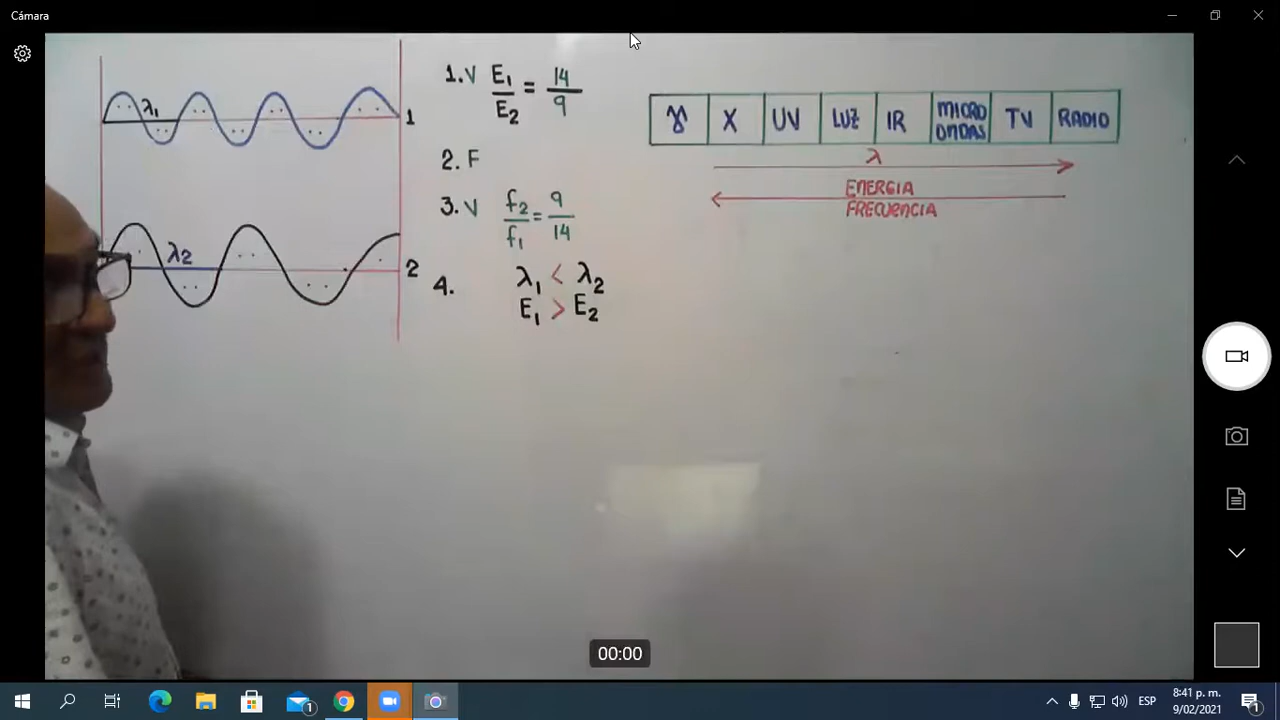 Cámara
λ1
1
λ2
2
1. V E1/E2 = 14/9
2. F
3. V f2/f1 = 9/14
4. λ1 < λ2
E1 > E2
γ X UV LUZ IR MICRO ONDAS TV RADIO
λ
ENERGIA
FRECUENCIA
00:00
1
ESP
8:41 p. m.
9/02/2021
1